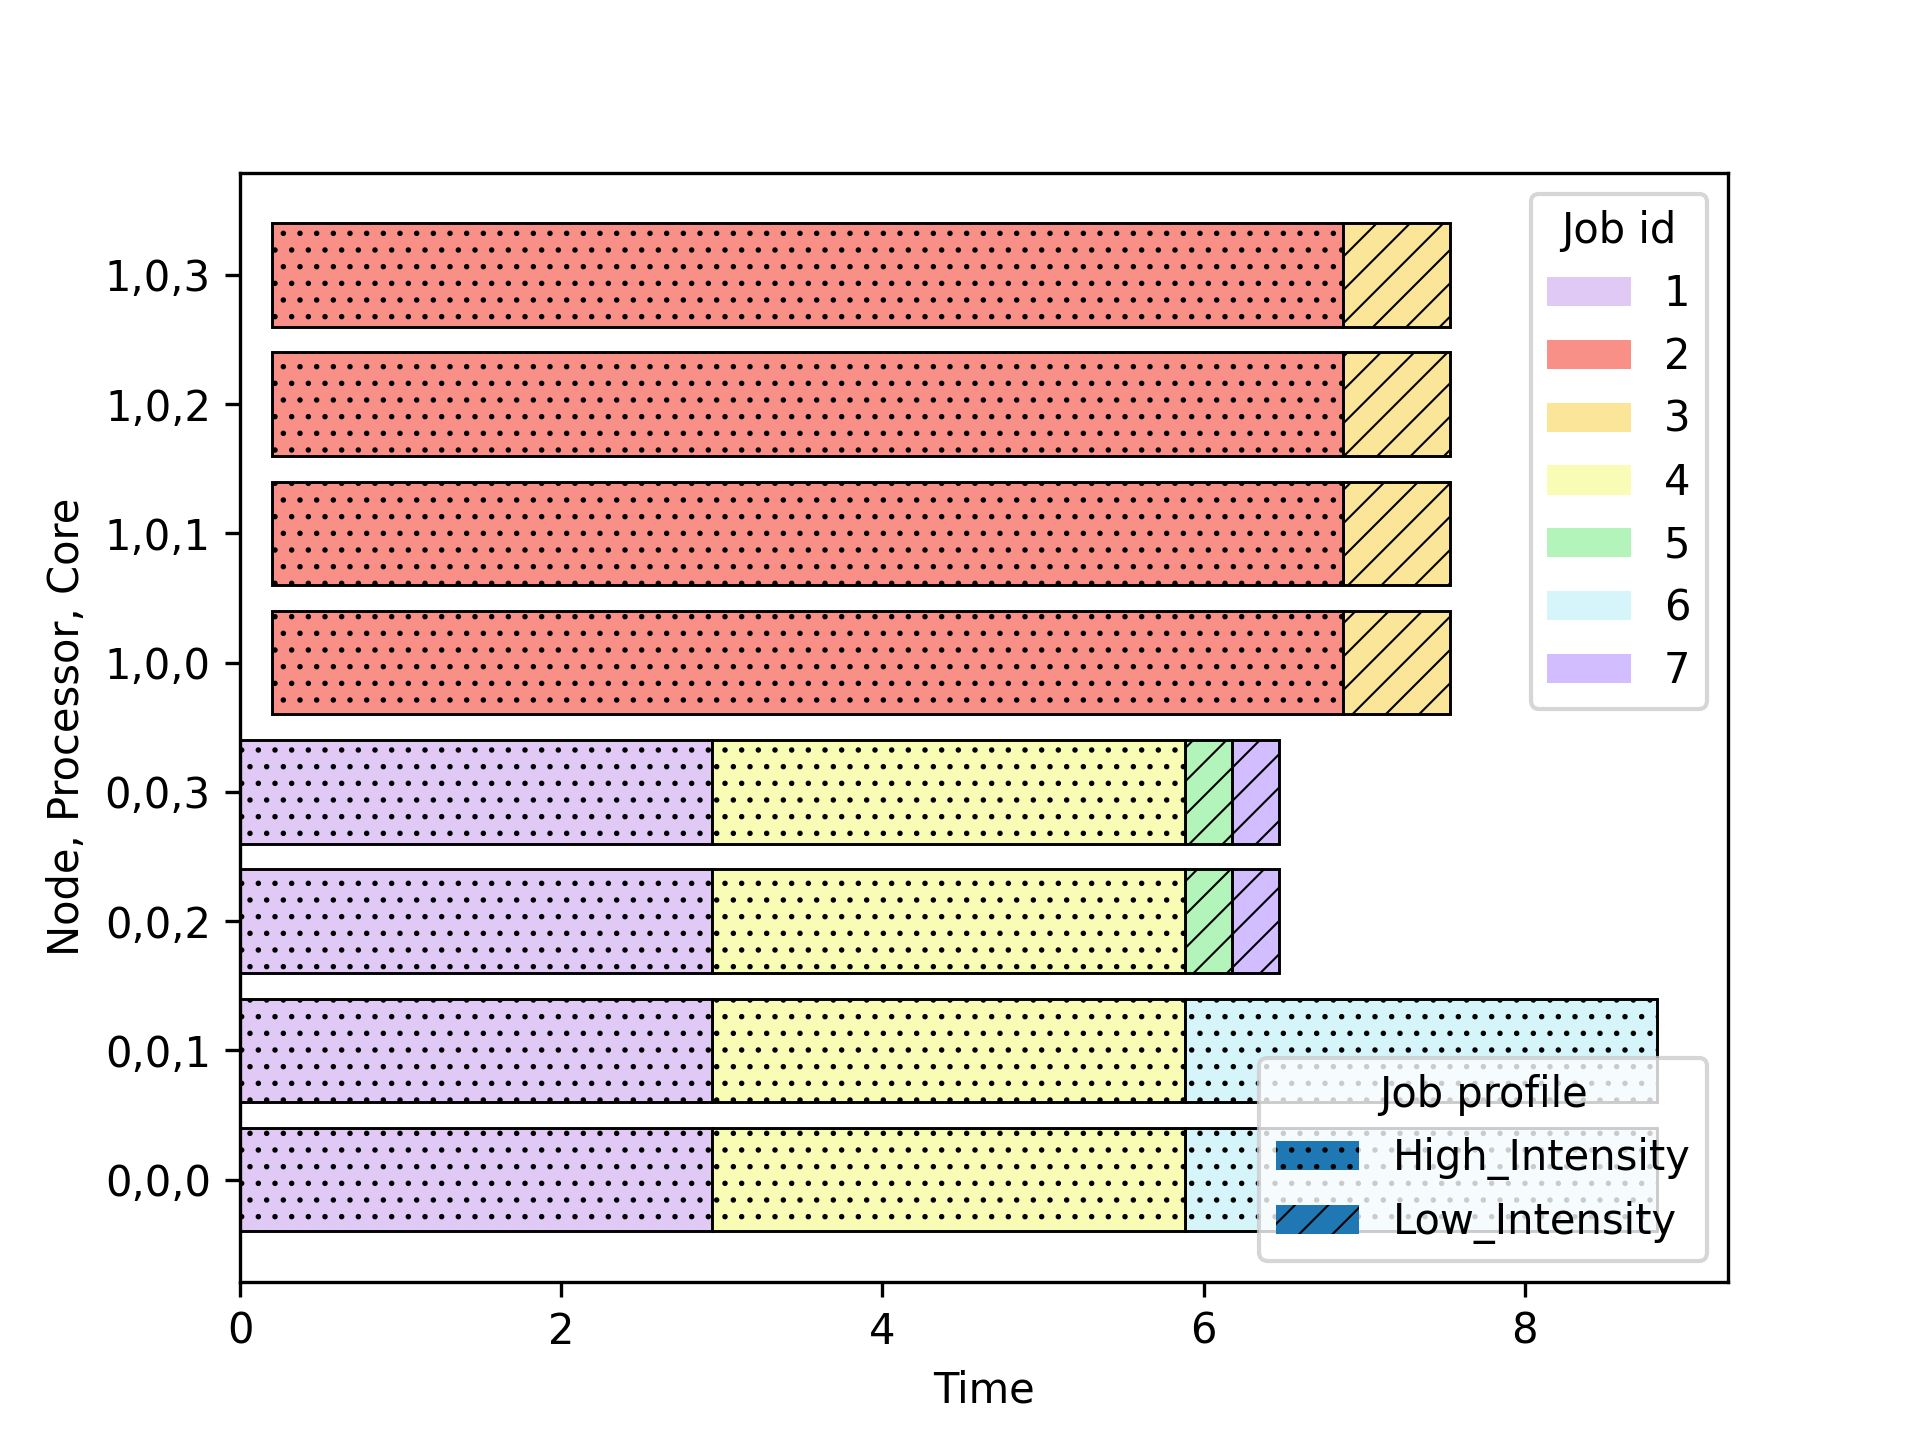 Job id
1
2
3
4
5
6
7
1,0,3
1,0,2
1,0,1
1,0,0
0,0,3
0,0,2
0,0,1
0,0,0
Node, Processor, Core
Job profile
High_Intensity
Low_Intensity
0 2 4 6 8
Time